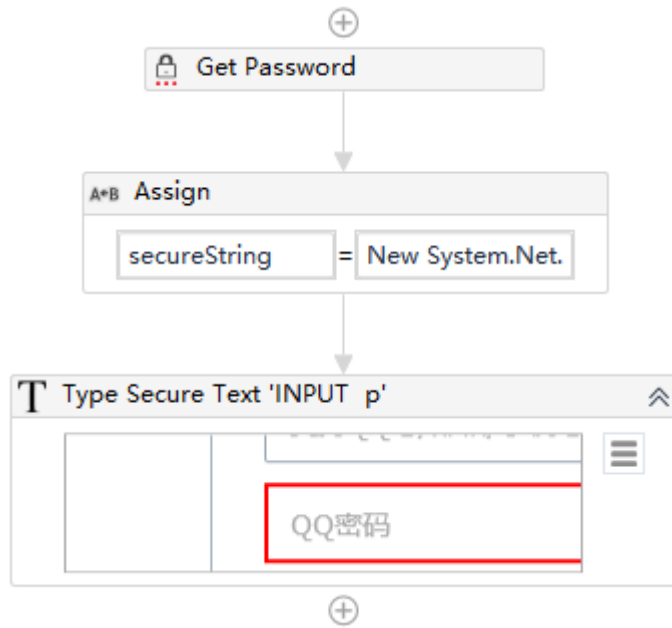 Get Password
A+B Assign
secureString = New System.Net.
T Type Secure Text 'INPUT p'
QQ密码